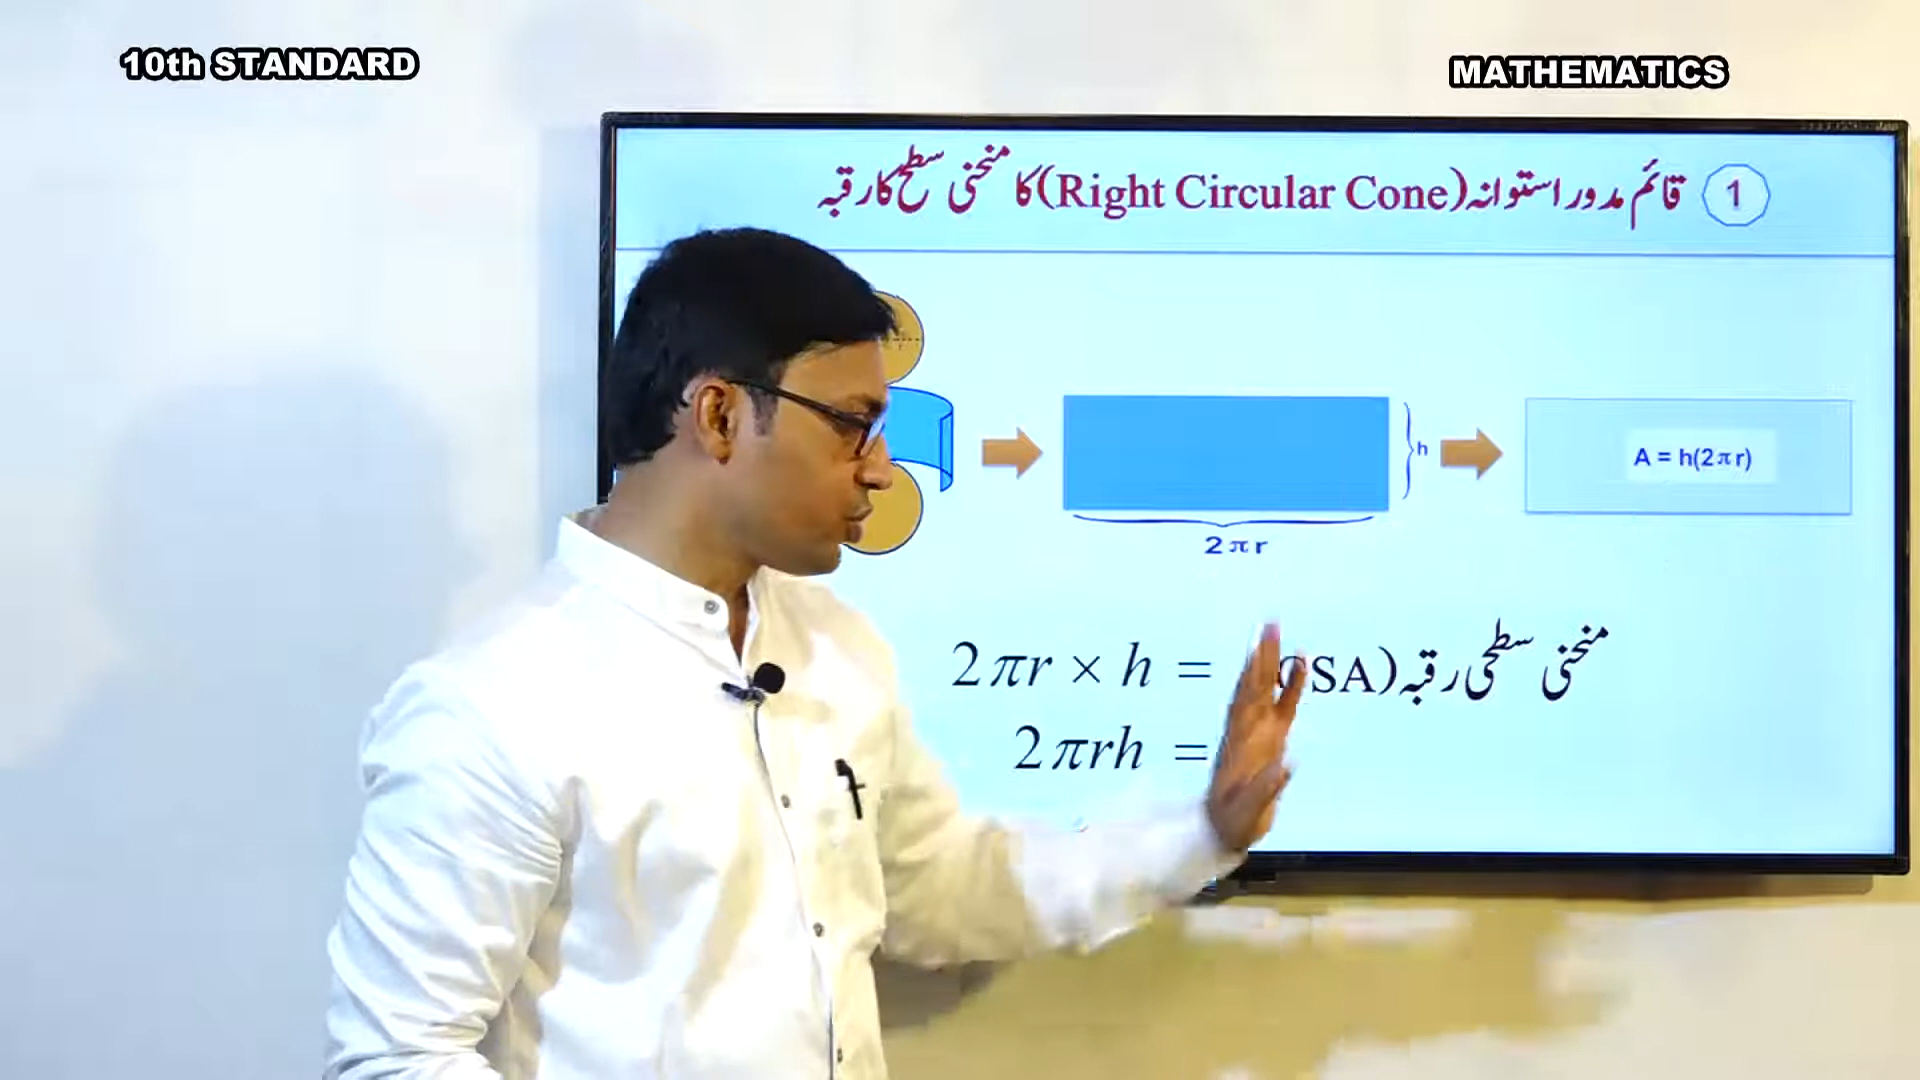 10th STANDARD
MATHEMATICS
1 قائم مدور استوانہ (Right Circular Cone) کا منحنی سطح کا رقبہ
h
A = h(2πr)
2πr
منحنی سطحی رقبہ (CSA) = 2πr × h
= 2πrh